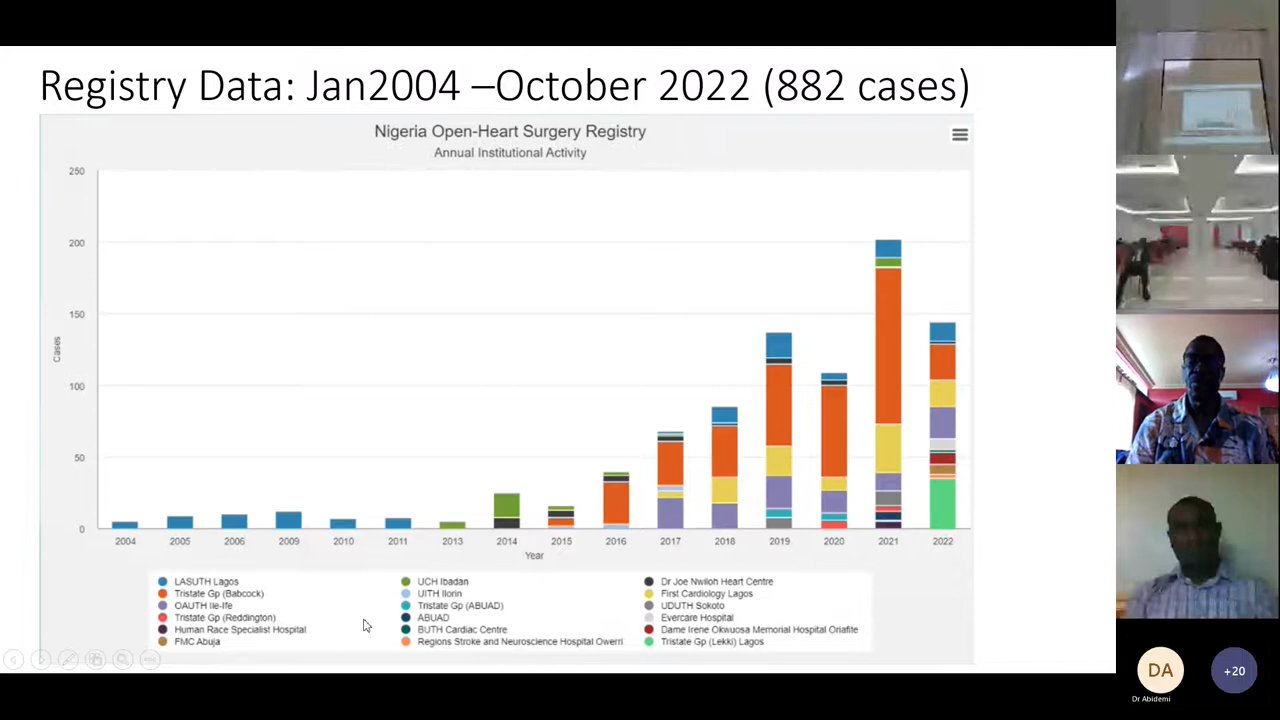 Registry Data: Jan2004 –October 2022 (882 cases)
Nigeria Open-Heart Surgery Registry
Annual Institutional Activity
250
200
150
100
50
0
Cases
2004 2005 2006 2009 2010 2011 2013 2014 2015 2016 2017 2018 2019 2020 2021 2022
Year
LASUTH Lagos UCH Ibadan Dr Joe Nwiloh Heart Centre
Tristate Gp (Babcock) UITH Ilorin First Cardiology Lagos
OAUTH Ile-Ife Tristate Gp (ABUAD) UDUTH Sokoto
Tristate Gp (Reddington) ABUAD Evercare Hospital
Human Race Specialist Hospital BUTH Cardiac Centre Dame Irene Okwuosa Memorial Hospital Oriafite
FMC Abuja Regions Stroke and Neuroscience Hospital Owerri Tristate Gp (Lekki) Lagos
DA
+20
Dr Abidemi